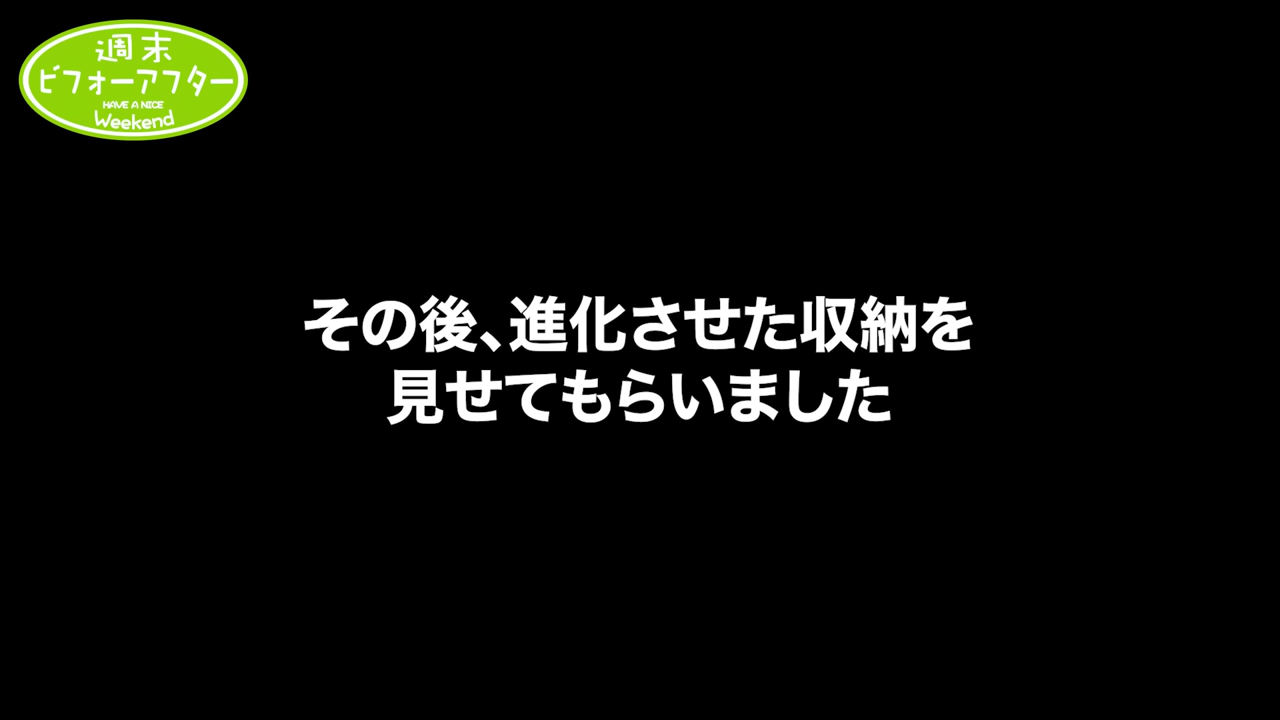 週末
ビフォーアフター
HAVE A NICE
Weekend
その後、進化させた収納を
見せてもらいました